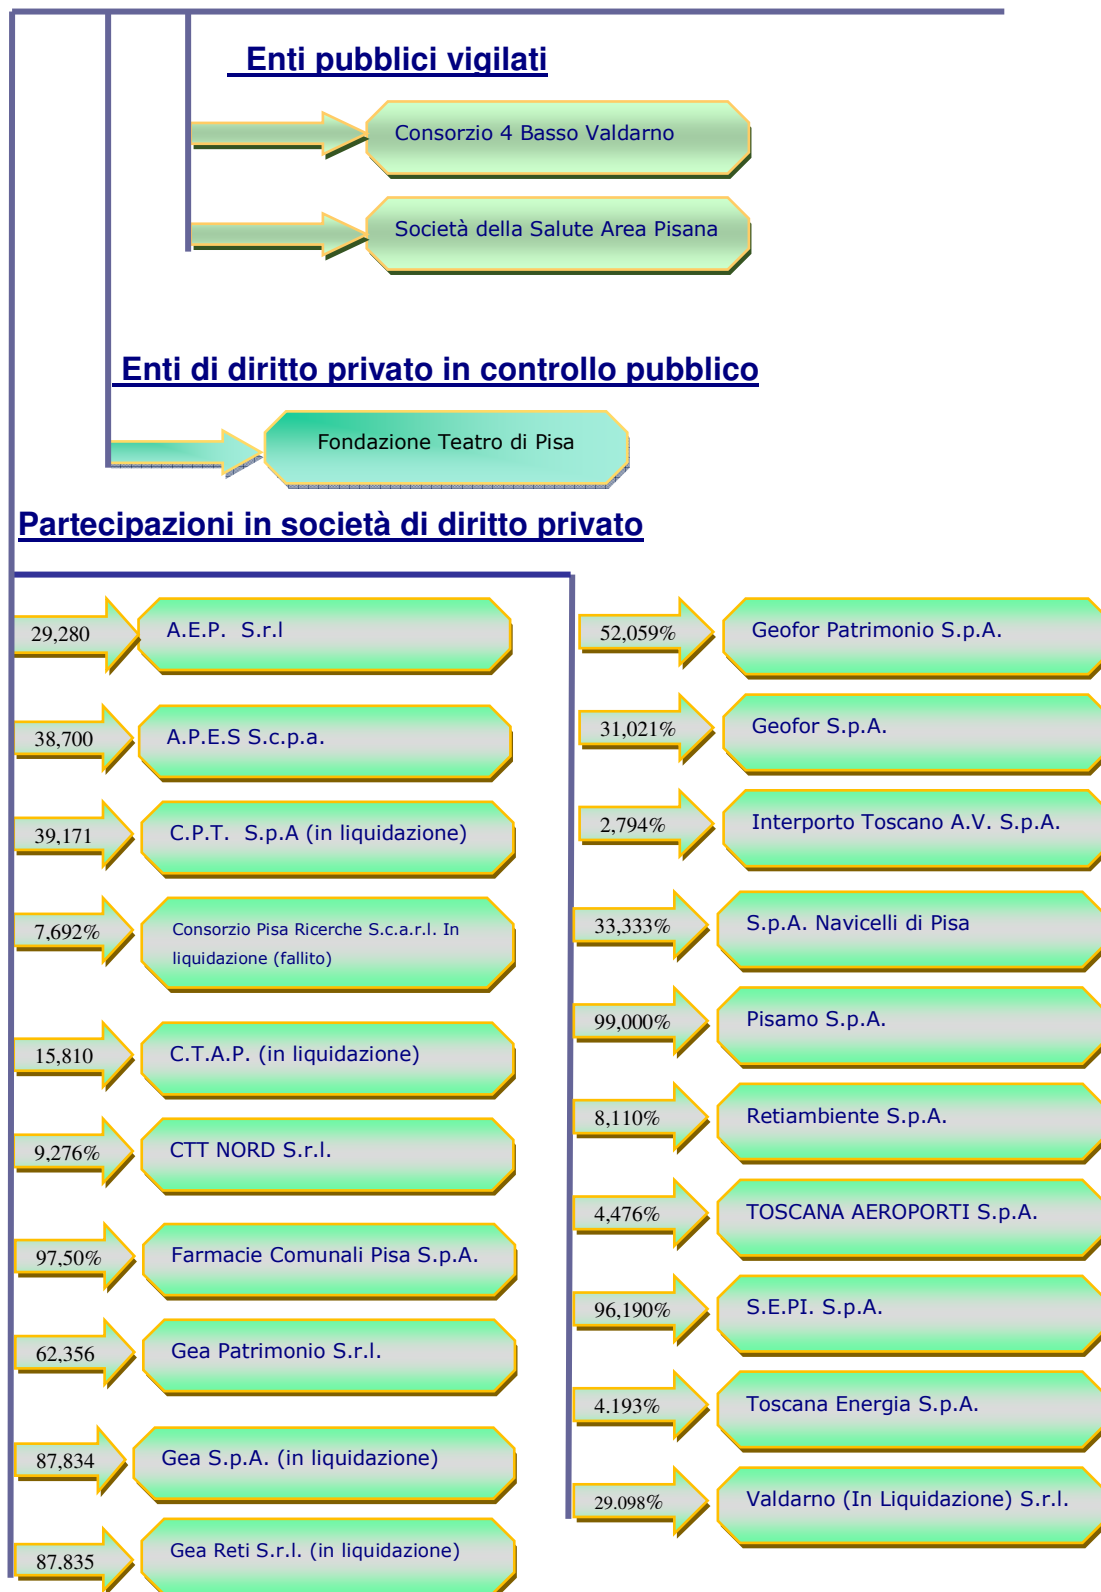 Enti pubblici vigilati
Consorzio 4 Basso Valdarno
Società della Salute Area Pisana
Enti di diritto privato in controllo pubblico
Fondazione Teatro di Pisa
Partecipazioni in società di diritto privato
29,280
A.E.P. S.r.l
38,700
A.P.E.S S.c.p.a.
39,171
C.P.T. S.p.A (in liquidazione)
7,692%
Consorzio Pisa Ricerche S.c.a.r.l. In
liquidazione (fallito)
15,810
C.T.A.P. (in liquidazione)
9,276%
CTT NORD S.r.l.
97,50%
Farmacie Comunali Pisa S.p.A.
62,356
Gea Patrimonio S.r.l.
87,834
Gea S.p.A. (in liquidazione)
87,835
Gea Reti S.r.l. (in liquidazione)
52,059%
Geofor Patrimonio S.p.A.
31,021%
Geofor S.p.A.
2,794%
Interporto Toscano A.V. S.p.A.
33,333%
S.p.A. Navicelli di Pisa
99,000%
Pisamo S.p.A.
8,110%
Retiambiente S.p.A.
4,476%
TOSCANA AEROPORTI S.p.A.
96,190%
S.E.PI. S.p.A.
4.193%
Toscana Energia S.p.A.
29.098%
Valdarno (In Liquidazione) S.r.l.